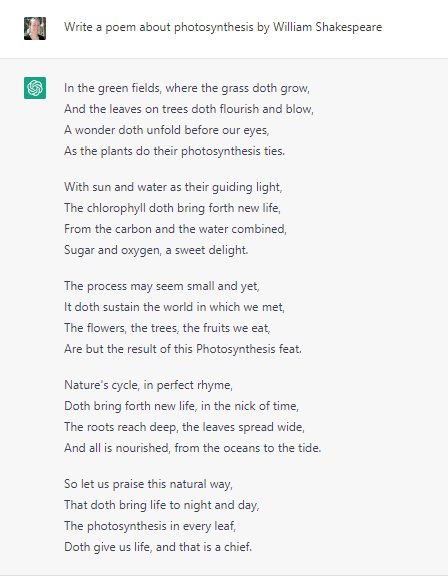 Write a poem about photosynthesis by William Shakespeare
In the green fields, where the grass doth grow,
And the leaves on trees doth flourish and blow,
A wonder doth unfold before our eyes,
As the plants do their photosynthesis ties.
With sun and water as their guiding light,
The chlorophyll doth bring forth new life,
From the carbon and the water combined,
Sugar and oxygen, a sweet delight.
The process may seem small and yet,
It doth sustain the world in which we met,
The flowers, the trees, the fruits we eat,
Are but the result of this Photosynthesis feat.
Nature's cycle, in perfect rhyme,
Doth bring forth new life, in the nick of time,
The roots reach deep, the leaves spread wide,
And all is nourished, from the oceans to the tide.
So let us praise this natural way,
That doth bring life to night and day,
The photosynthesis in every leaf,
Doth give us life, and that is a chief.